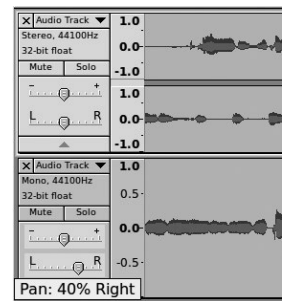 × Audio Track ▼ 1.0
Stereo, 44100Hz
32-bit float 0.0
Mute Solo
-1.0
- + 1.0
L R 0.0
-1.0
× Audio Track ▼ 1.0
Mono, 44100Hz
32-bit float 0.5
Mute Solo
- + 0.0
L R
-0.5
Pan: 40% Right